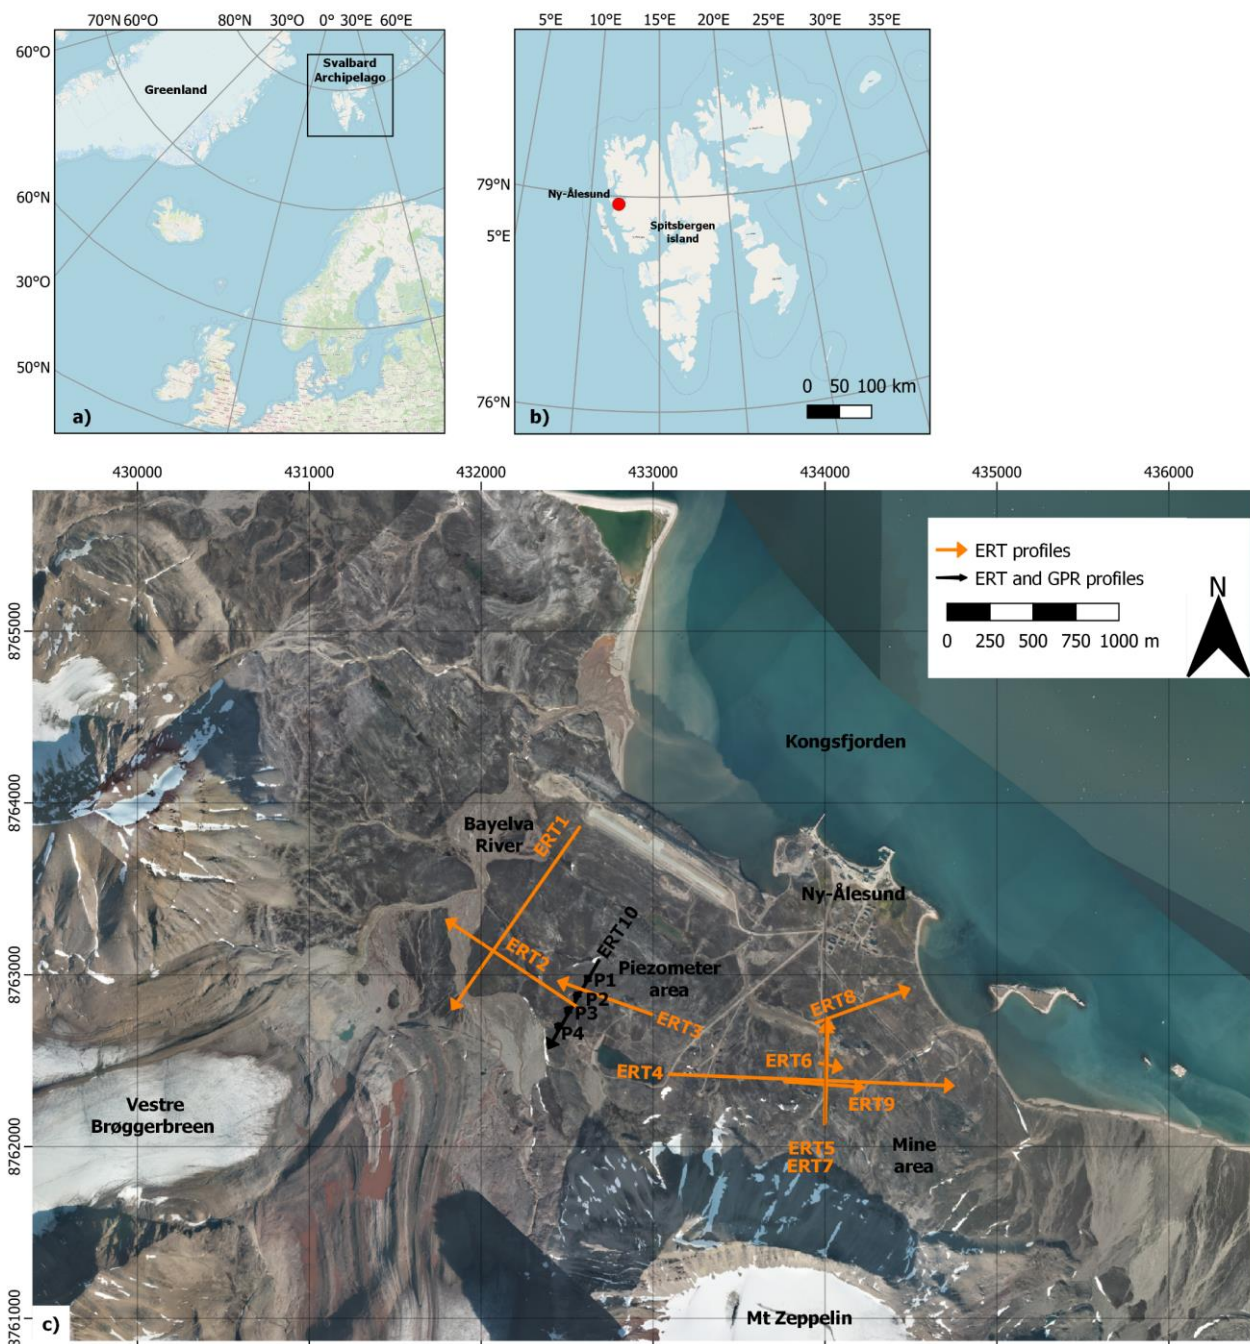 70°N 60°O 80°N 30°O 0° 30°E 60°E
60°O
60°N
30°O
50°N
Greenland
Svalbard
Archipelago
a)
5°E 10°E 15°E 20°E 25°E 30°E 35°E
79°N
5°E
76°N
Ny-Ålesund
Spitsbergen
island
0 50 100 km
b)
430000 431000 432000 433000 434000 435000 436000
8765000
8764000
8763000
8762000
8761000
ERT profiles
ERT and GPR profiles
0 250 500 750 1000 m
N
Kongsfjorden
Bayelva
River
ERT1
Ny-Ålesund
ERT10
ERT2
Piezometer
area
P1
P2
P3
P4
ERT3
ERT8
ERT6
ERT4
ERT9
Vestre
Brøggerbreen
ERT5
ERT7
Mine
area
Mt Zeppelin
c)